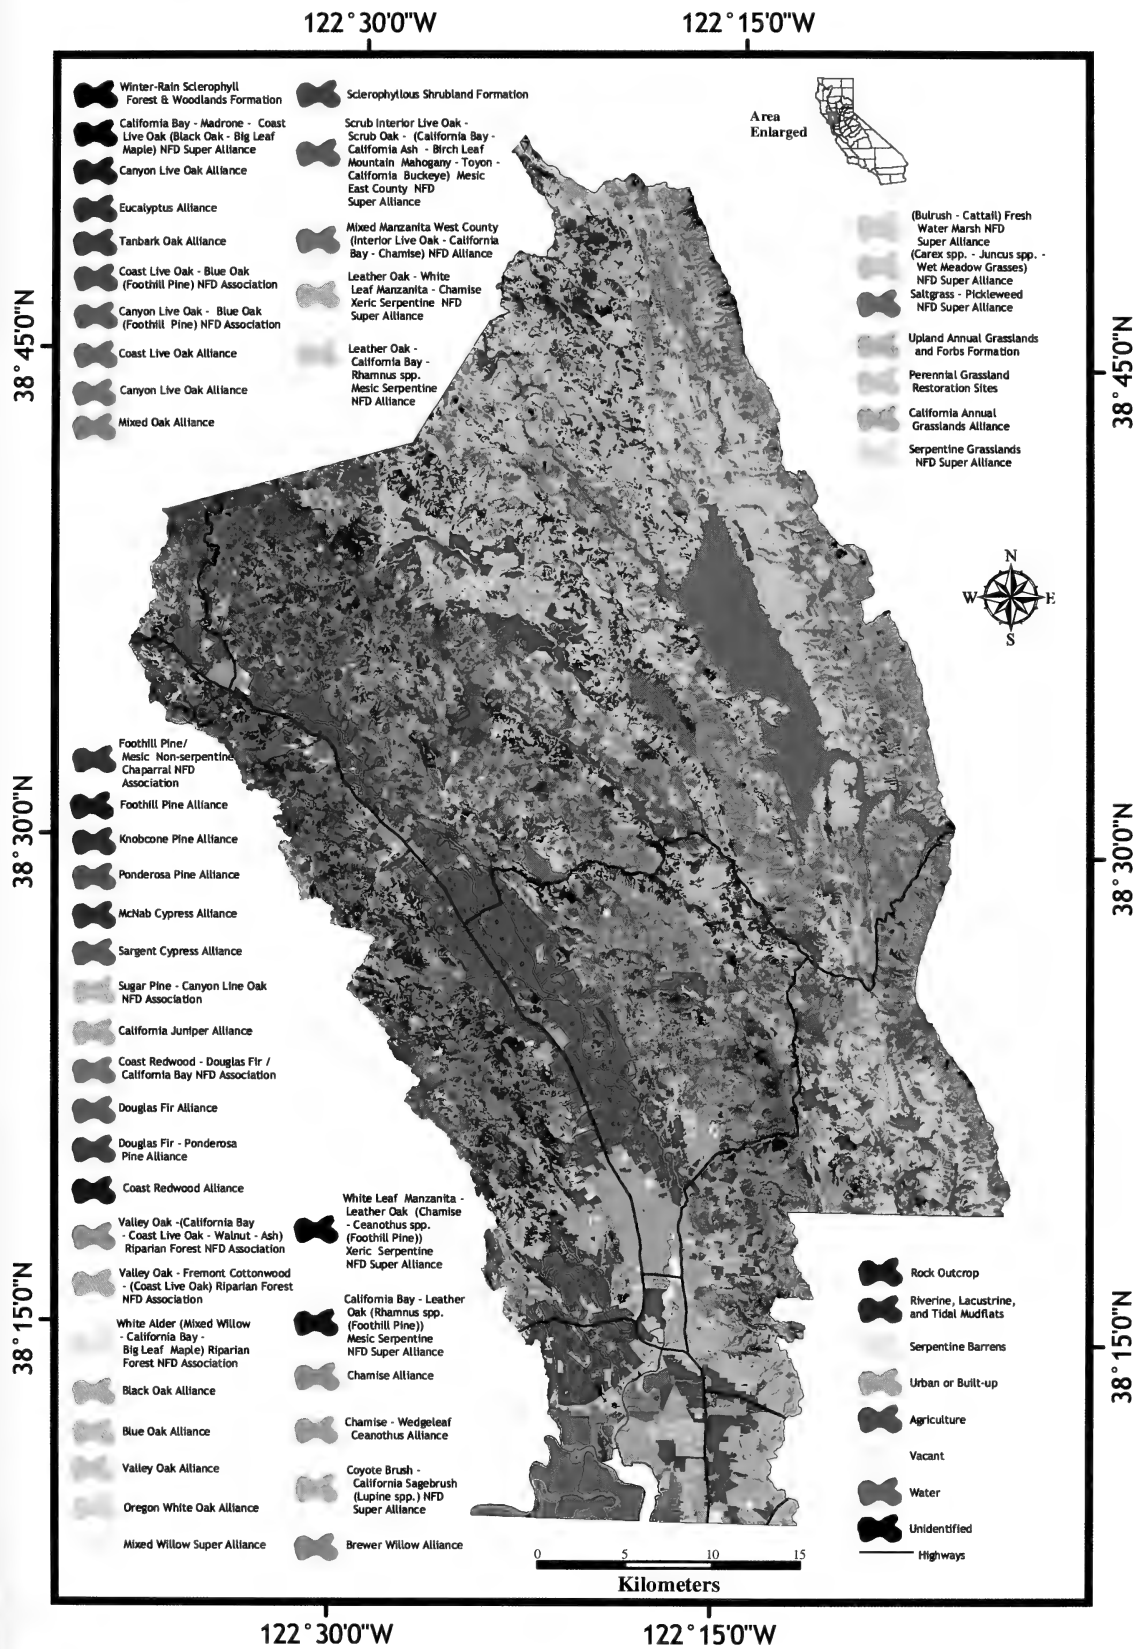 122°30'0"W
122°15'0"W
Winter-Rain Sclerophyll
Forest & Woodlands Formation
California Bay - Madrone - Coast
Live Oak (Black Oak - Big Leaf
Maple) NFD Super Alliance
Canyon Live Oak Alliance
Eucalyptus Alliance
Tanbark Oak Alliance
Coast Live Oak - Blue Oak
(Foothill Pine) NFD Association
Canyon Live Oak - Blue Oak
(Foothill Pine) NFD Association
Coast Live Oak Alliance
Canyon Live Oak Alliance
Mixed Oak Alliance
Sclerophyllous Shrubland Formation
Scrub Interior Live Oak -
Scrub Oak - (California Bay -
California Ash - Birch Leaf
Mountain Mahogany - Toyon -
California Buckeye) Mesic
East County NFD
Super Alliance
Mixed Manzanita West County
(Interior Live Oak - California
Bay - Chamise) NFD Alliance
Leather Oak - White
Leaf Manzanita - Chamise
Xeric Serpentine NFD
Super Alliance
Leather Oak -
California Bay -
Rhamnus spp.
Mesic Serpentine
NFD Alliance
Area
Enlarged
(Bulrush - Cattail) Fresh
Water Marsh NFD
Super Alliance
(Carex spp. - Juncus spp. -
Wet Meadow Grasses)
NFD Super Alliance
Saltgrass - Pickleweed
NFD Super Alliance
Upland Annual Grasslands
and Forbs Formation
Perennial Grassland
Restoration Sites
California Annual
Grasslands Alliance
Serpentine Grasslands
NFD Super Alliance
38°45'0"N
38°45'0"N
N
W
E
S
Foothill Pine/
Mesic Non-serpentine
Chaparral NFD
Association
Foothill Pine Alliance
Knobcone Pine Alliance
Ponderosa Pine Alliance
McNab Cypress Alliance
Sargent Cypress Alliance
Sugar Pine - Canyon Line Oak
NFD Association
California Juniper Alliance
Coast Redwood - Douglas Fir /
California Bay NFD Association
Douglas Fir Alliance
Douglas Fir - Ponderosa
Pine Alliance
Coast Redwood Alliance
Valley Oak -(California Bay
- Coast Live Oak - Walnut - Ash)
Riparian Forest NFD Association
Valley Oak - Fremont Cottonwood
- (Coast Live Oak) Riparian Forest
NFD Association
White Alder (Mixed Willow
- California Bay -
Big Leaf Maple) Riparian
Forest NFD Association
Black Oak Alliance
Blue Oak Alliance
Valley Oak Alliance
Oregon White Oak Alliance
Mixed Willow Super Alliance
38°30'0"N
38°30'0"N
White Leaf Manzanita -
Leather Oak (Chamise
- Ceanothus spp.
(Foothill Pine))
Xeric Serpentine
NFD Super Alliance
California Bay - Leather
Oak (Rhamnus spp.
(Foothill Pine))
Mesic Serpentine
NFD Super Alliance
Chamise Alliance
Chamise - Wedgeleaf
Ceanothus Alliance
Coyote Brush -
California Sagebrush
(Lupine spp.) NFD
Super Alliance
Brewer Willow Alliance
Rock Outcrop
Riverine, Lacustrine,
and Tidal Mudflats
Serpentine Barrens
Urban or Built-up
Agriculture
Vacant
Water
Unidentified
Highways
38°15'0"N
38°15'0"N
0 5 10 15
Kilometers
122°30'0"W
122°15'0"W